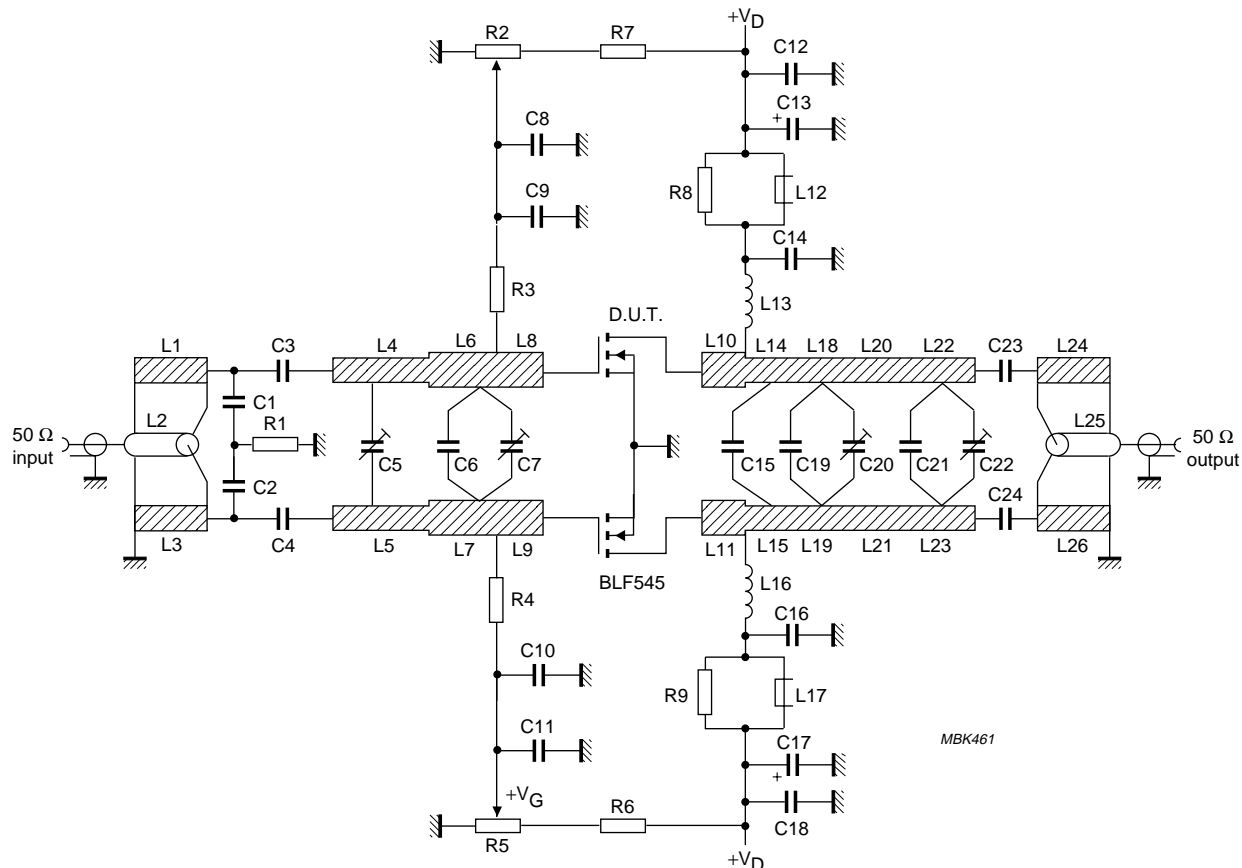 +VD
R2
R7
C12
C13
+
C8
R8
L12
C9
C14
R3
L13
D.U.T.
L1
C3
L4
L6
L8
L10
L14
L18
L20
L22
C23
L24
C1
L2
R1
L25
50 Ω
input
C5
C6
C7
C15
C19
C20
C21
C22
50 Ω
output
C2
C24
L3
C4
L5
L7
L9
L11
L15
L19
L21
L23
L26
BLF545
L16
R4
C16
C10
R9
L17
C11
C17
MBK461
+
+VG
R6
C18
R5
+VD